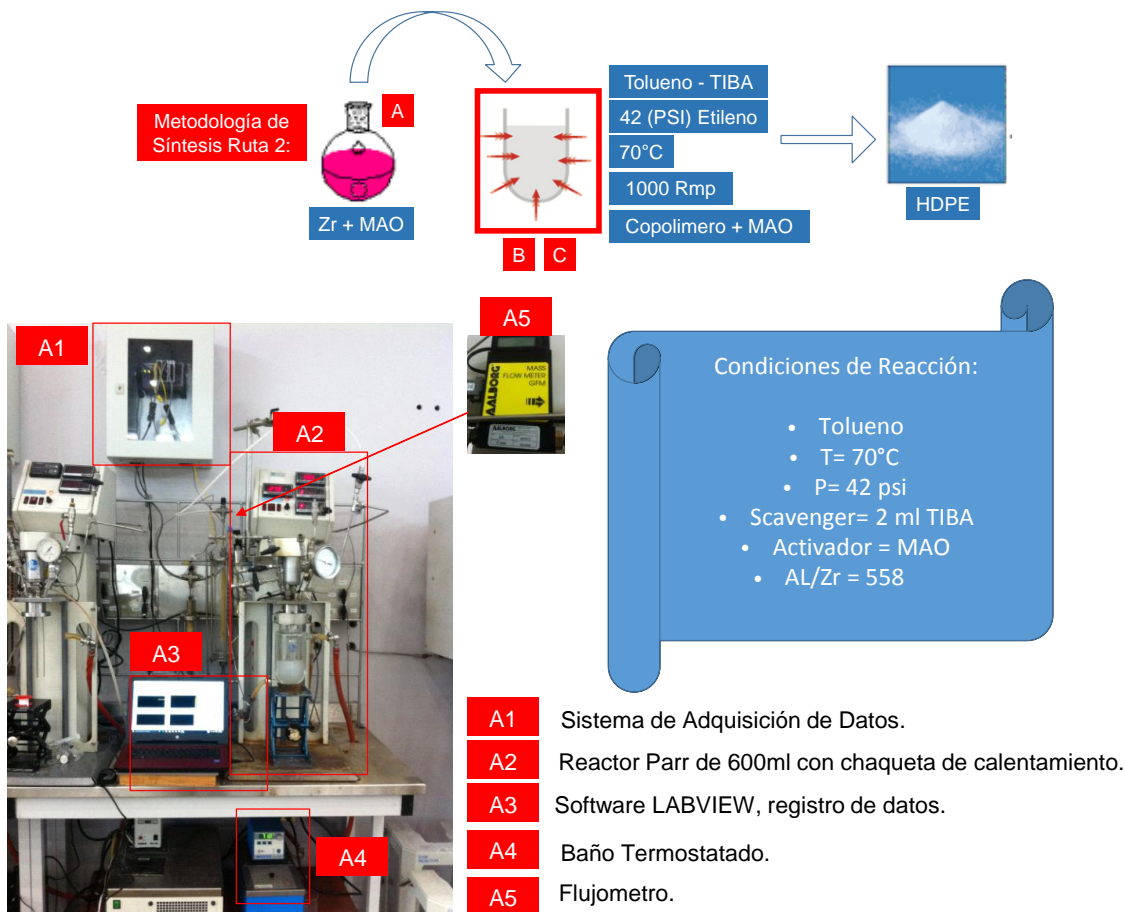 Metodología de
Síntesis Ruta 2:
A
Zr + MAO
B
C
Tolueno - TIBA
42 (PSI) Etileno
70°C
1000 Rmp
Copolimero + MAO
HDPE
A1
A2
A3
A4
A5
AALBORG
MASS
FLOW METER
GFM
AALBORG
Condiciones de Reacción:
• Tolueno
• T= 70°C
• P= 42 psi
• Scavenger= 2 ml TIBA
• Activador = MAO
• AL/Zr = 558
A1 Sistema de Adquisición de Datos.
A2 Reactor Parr de 600ml con chaqueta de calentamiento.
A3 Software LABVIEW, registro de datos.
A4 Baño Termostatado.
A5 Flujometro.